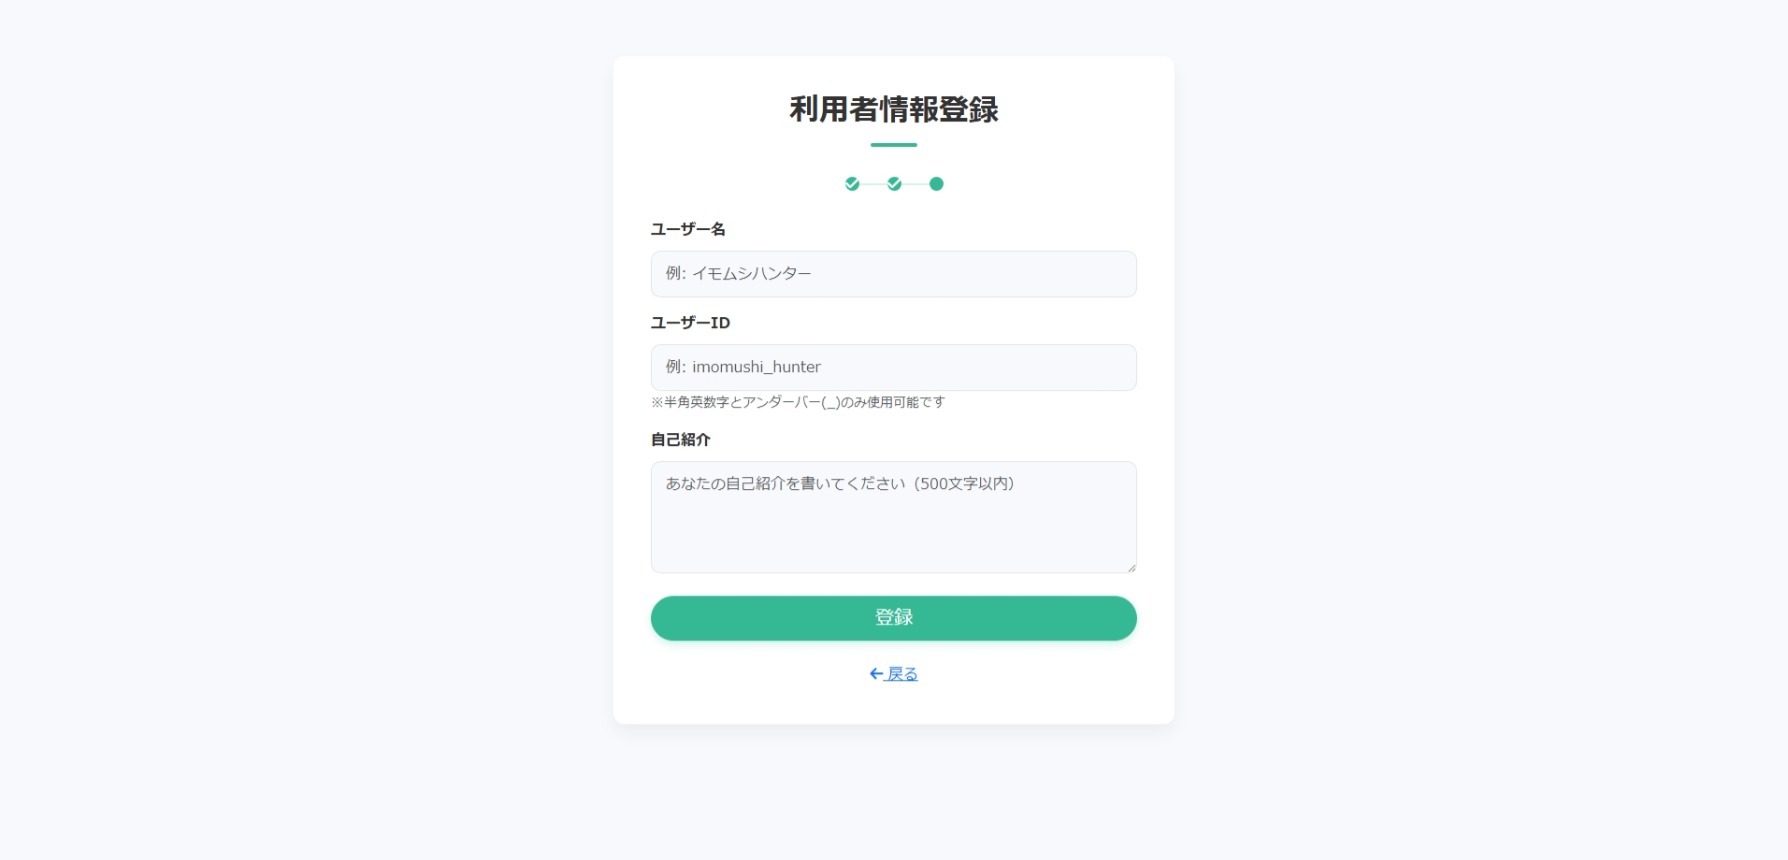 利用者情報登録
ユーザー名
例: イモムシハンター
ユーザーID
例: imomushi_hunter
※半角英数字とアンダーバー(_)のみ使用可能です
自己紹介
あなたの自己紹介を書いてください（500文字以内）
登録
戻る